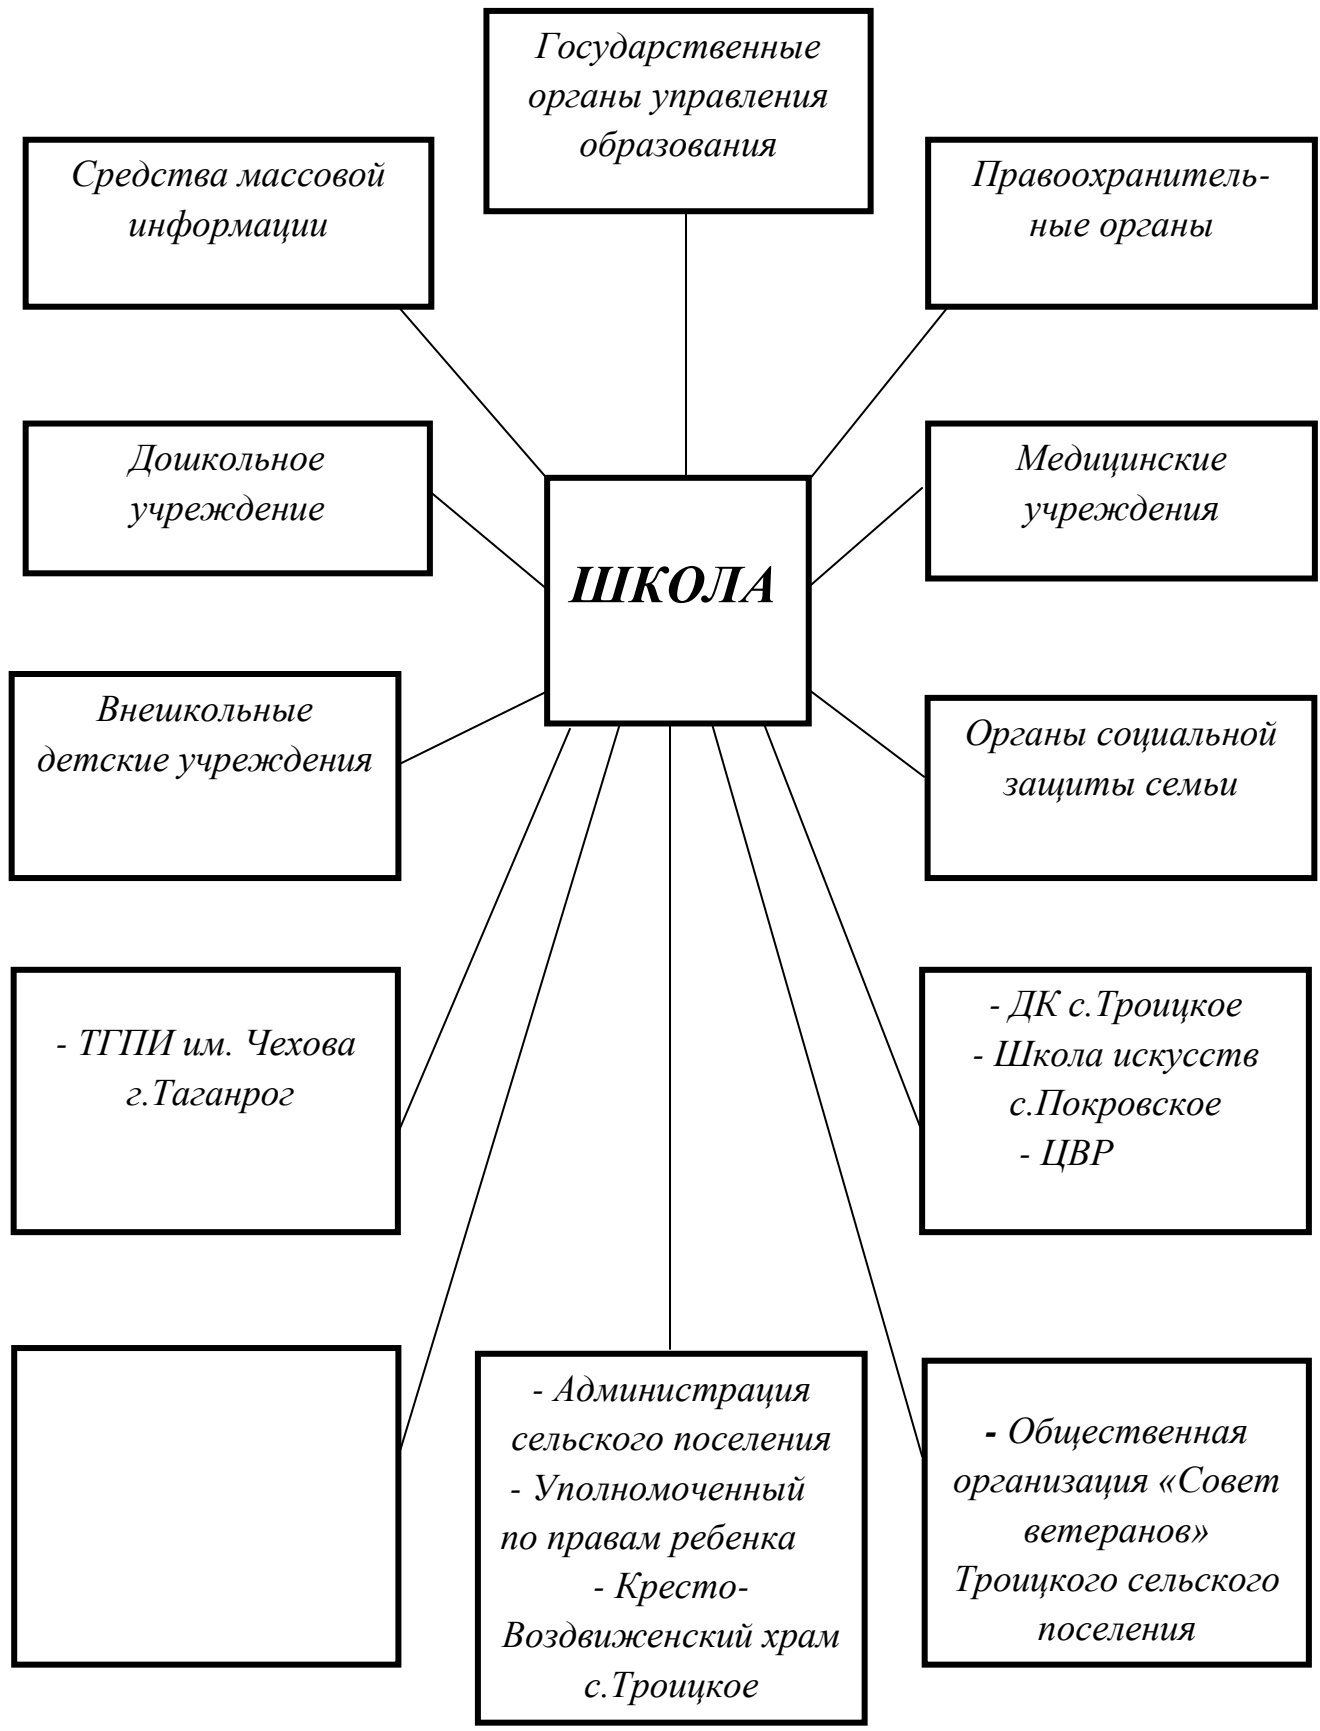 Государственные
органы управления
образования
Средства массовой
информации
Правоохранитель-
ные органы
Дошкольное
учреждение
Медицинские
учреждения
ШКОЛА
Внешкольные
детские учреждения
Органы социальной
защиты семьи
- ТГПИ им. Чехова
г.Таганрог
- ДК с.Троицкое
- Школа искусств
с.Покровское
- ЦВР
- Администрация
сельского поселения
- Уполномоченный
по правам ребенка
- Кресто-
Воздвиженский храм
с.Троицкое
- Общественная
организация «Совет
ветеранов»
Троицкого сельского
поселения